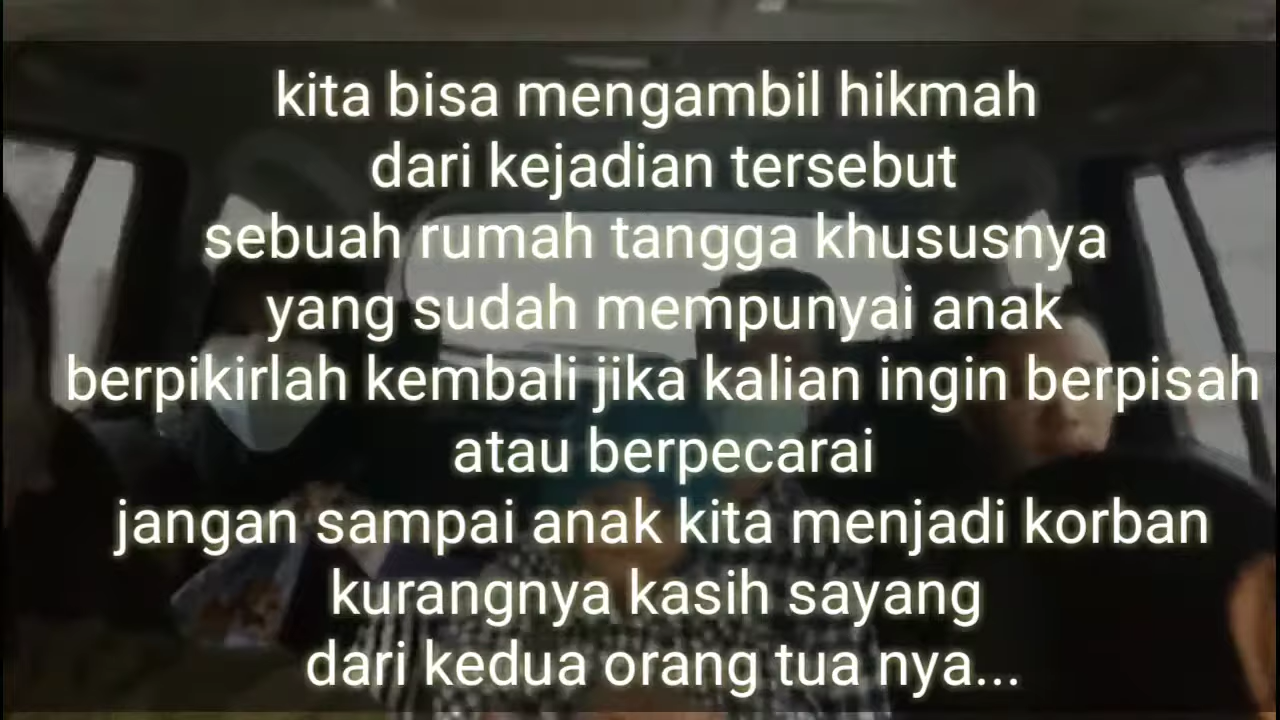 kita bisa mengambil hikmah
dari kejadian tersebut
sebuah rumah tangga khususnya
yang sudah mempunyai anak
berpikirlah kembali jika kalian ingin berpisah
atau berpecarai
jangan sampai anak kita menjadi korban
kurangnya kasih sayang
dari kedua orang tua nya...